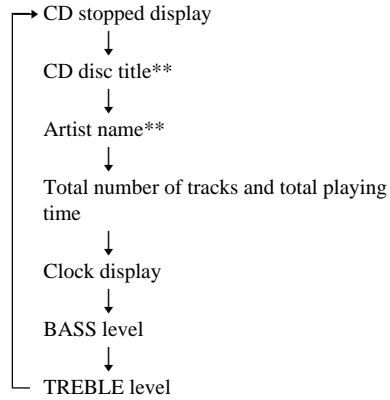 CD stopped display
CD disc title**
Artist name**
Total number of tracks and total playing
time
Clock display
BASS level
TREBLE level